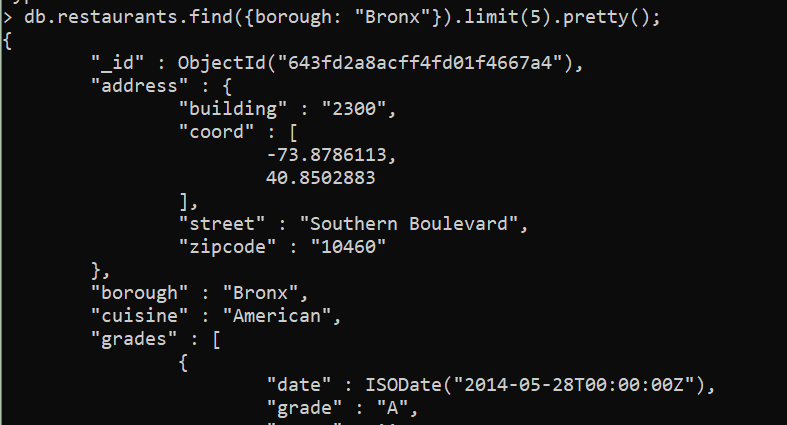 > db.restaurants.find({borough: "Bronx"}).limit(5).pretty();
{
        "_id" : ObjectId("643fd2a8acff4fd01f4667a4"),
        "address" : {
                "building" : "2300",
                "coord" : [
                        -73.8786113,
                        40.8502883
                ],
                "street" : "Southern Boulevard",
                "zipcode" : "10460"
        },
        "borough" : "Bronx",
        "cuisine" : "American",
        "grades" : [
                {
                        "date" : ISODate("2014-05-28T00:00:00Z"),
                        "grade" : "A",